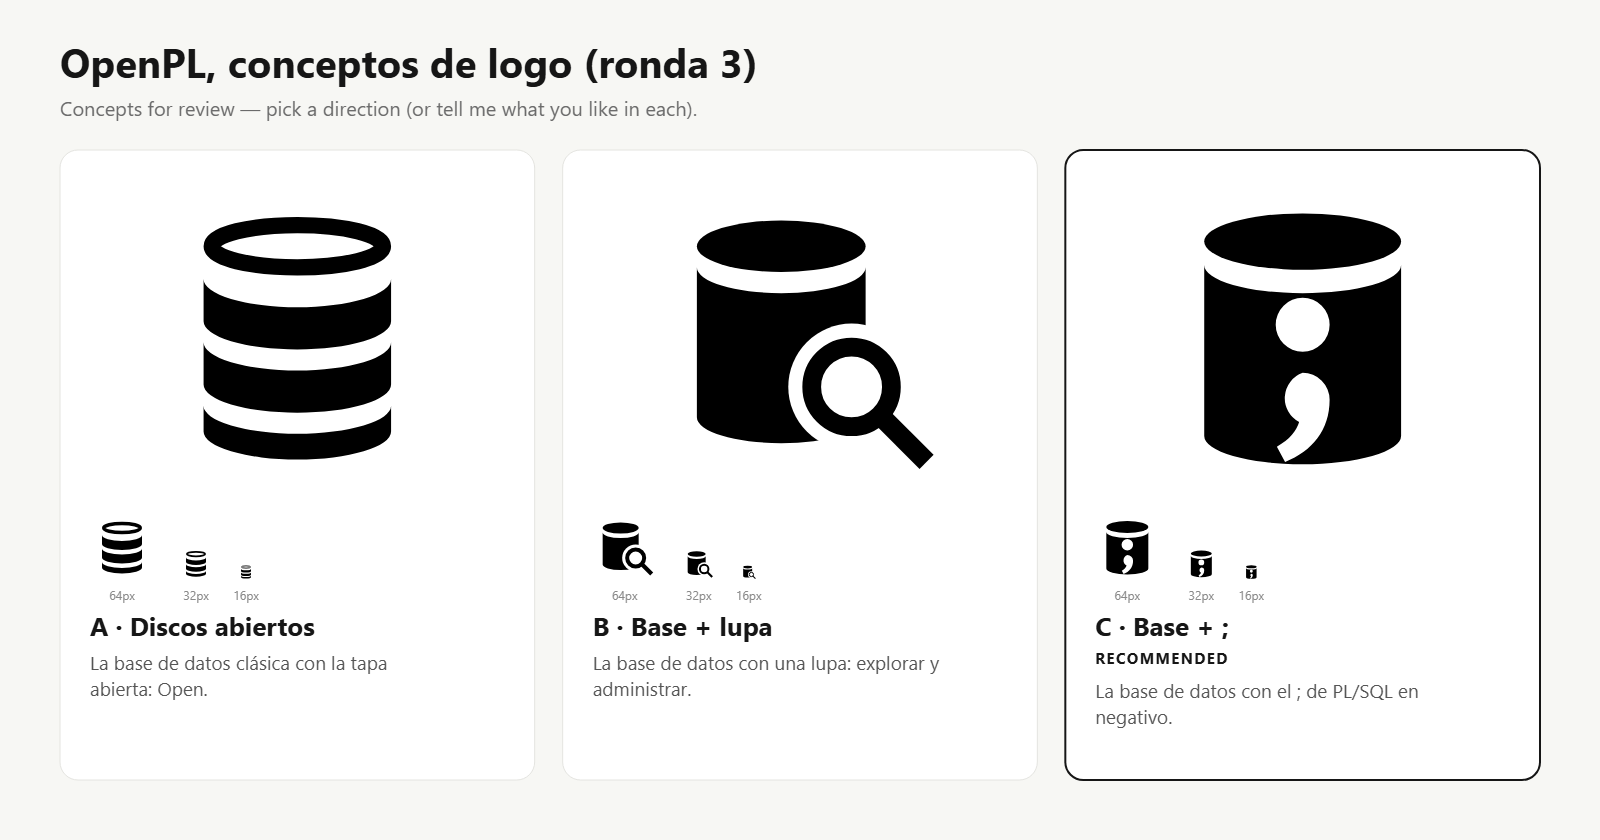 OpenPL, conceptos de logo (ronda 3)
Concepts for review — pick a direction (or tell me what you like in each).
64px 32px 16px
A · Discos abiertos
La base de datos clásica con la tapa
abierta: Open.
64px 32px 16px
B · Base + lupa
La base de datos con una lupa: explorar y
administrar.
;
64px 32px 16px
C · Base + ;
RECOMMENDED
La base de datos con el ; de PL/SQL en
negativo.